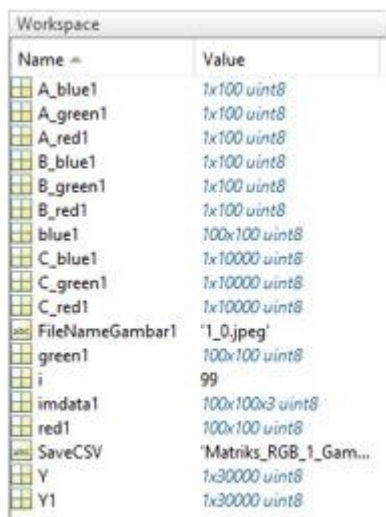 Workspace
Name Value
A_blue1 1x100 uint8
A_green1 1x100 uint8
A_red1 1x100 uint8
B_blue1 1x100 uint8
B_green1 1x100 uint8
B_red1 1x100 uint8
blue1 100x100 uint8
C_blue1 1x10000 uint8
C_green1 1x10000 uint8
C_red1 1x10000 uint8
abc FileNameGambar1 '1_0.jpeg'
green1 100x100 uint8
i 99
imdata1 100x100x3 uint8
red1 100x100 uint8
abc SaveCSV 'Matriks_RGB_1_Gam...
Y 1x30000 uint8
Y1 1x30000 uint8